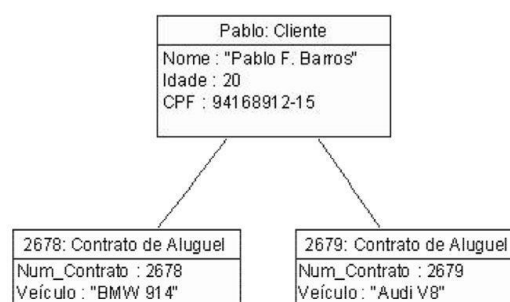 Pablo: Cliente
Nome : "Pablo F. Barros"
Idade : 20
CPF : 94168912-15
2678: Contrato de Aluguel
Num_Contrato : 2678
Veículo : "BMW 914"
2679: Contrato de Aluguel
Num_Contrato : 2679
Veículo : "Audi V8"